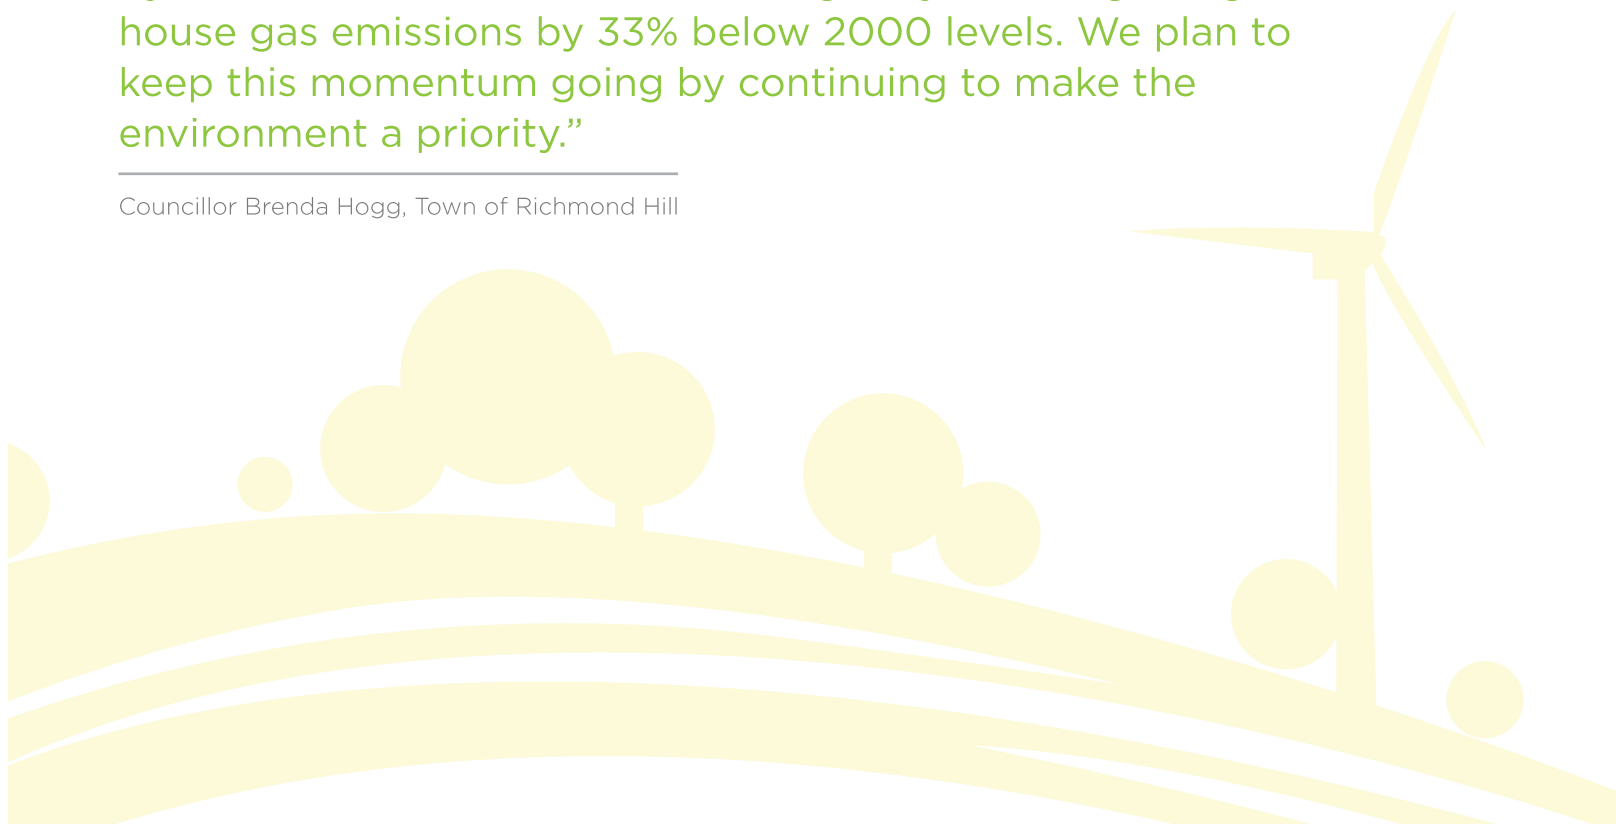 house gas emissions by 33% below 2000 levels. We plan to
keep this momentum going by continuing to make the
environment a priority.”
Councillor Brenda Hogg, Town of Richmond Hill